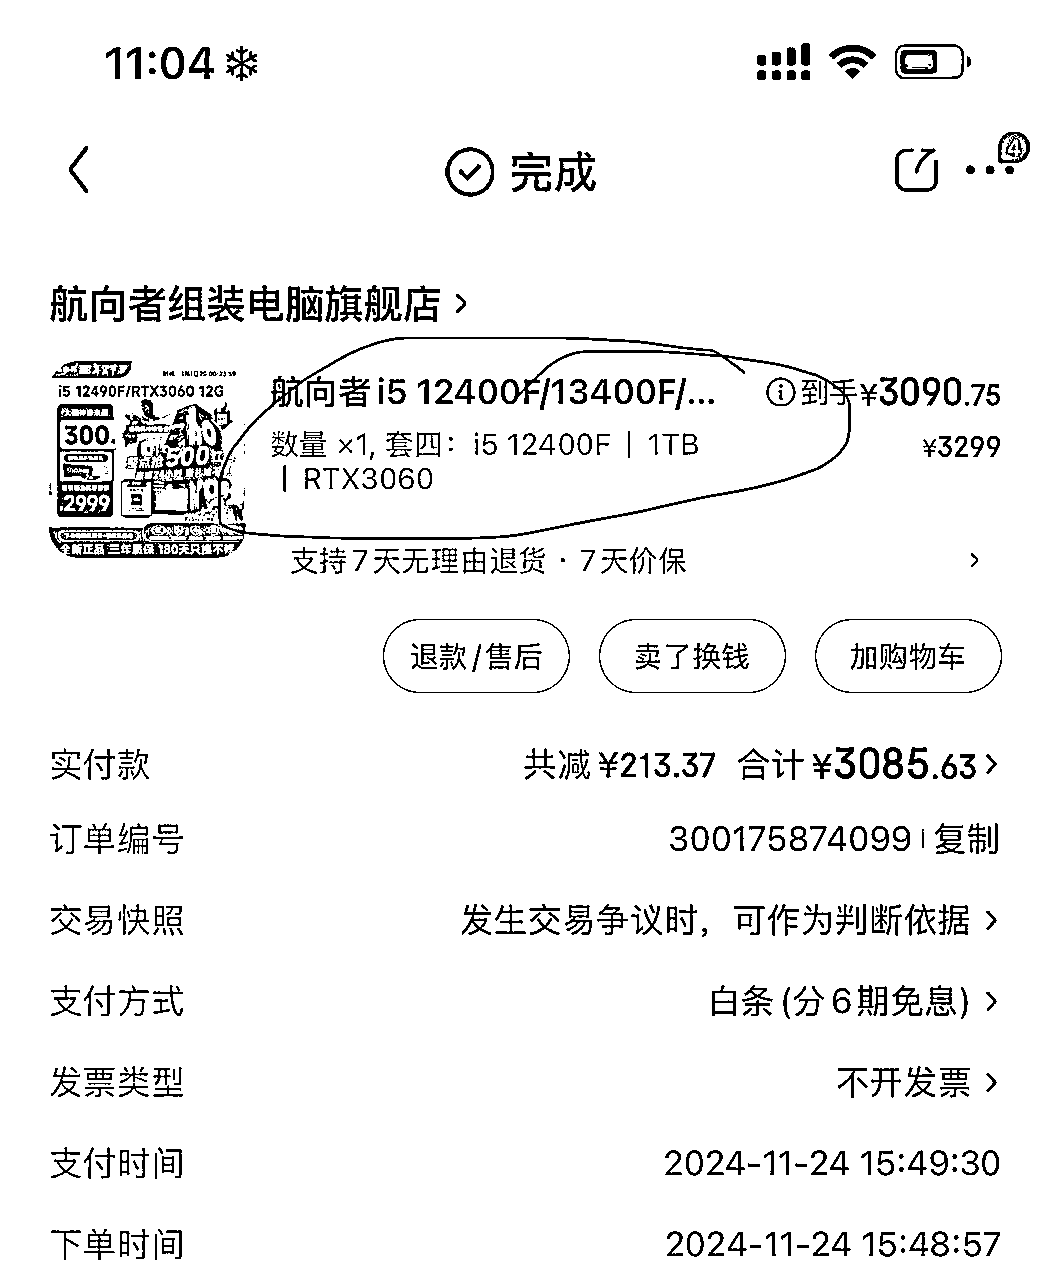 11:04
完成
4
航向者组装电脑旗舰店
i5 12490F/RTX3060 12G
300.
500
2999
全新正品 三年质保 180天只换不修
航向者 i5 12400F/13400F/...
到手¥3090.75
数量 ×1, 套四：i5 12400F | 1TB
¥3299
| RTX3060
支持7天无理由退货 · 7天价保
退款/售后
卖了换钱
加购物车
实付款 共减 ¥213.37 合计 ¥3085.63
订单编号 300175874099 | 复制
交易快照 发生交易争议时，可作为判断依据
支付方式 白条 (分6期免息)
发票类型 不开发票
支付时间 2024-11-24 15:49:30
下单时间 2024-11-24 15:48:57